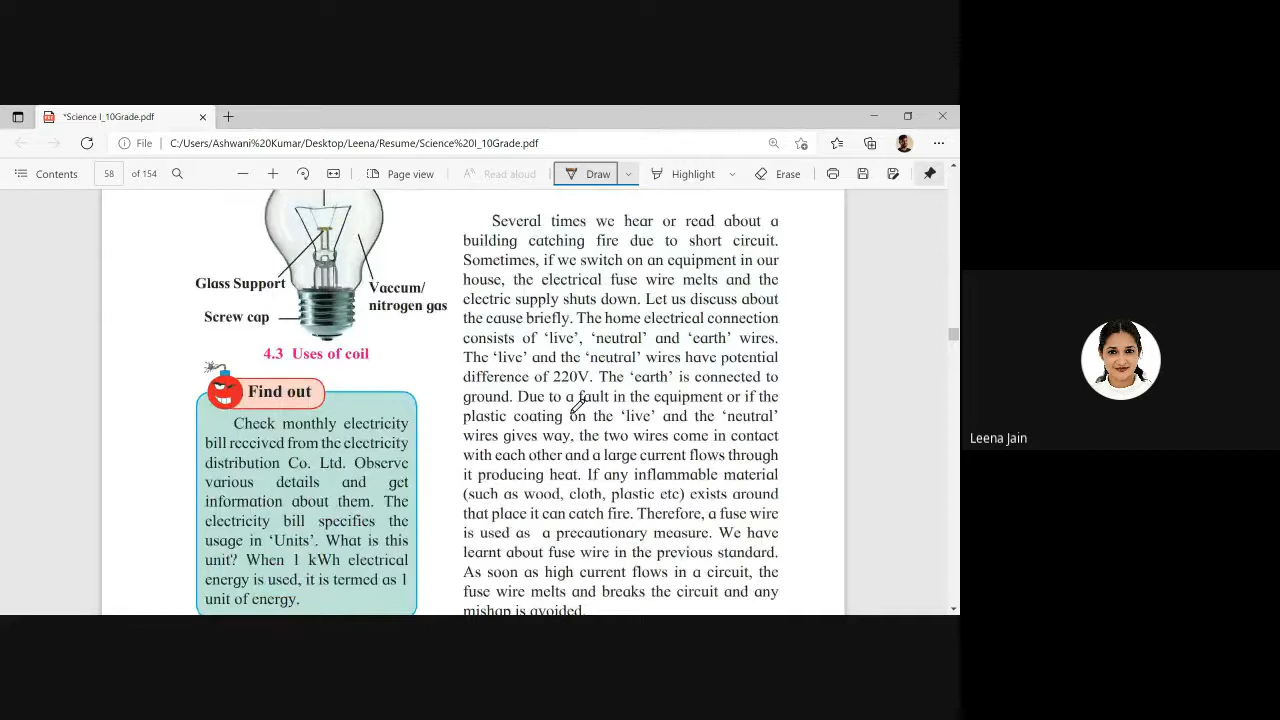 *Science I_10Grade.pdf
File
C:/Users/Ashwani%20Kumar/Desktop/Leena/Resume/Science%20I_10Grade.pdf
Contents
58 of 154
Page view
Read aloud
Draw
Highlight
Erase
Glass Support
Vaccum/
nitrogen gas
Screw cap
4.3 Uses of coil
Find out
Check monthly electricity
bill received from the electricity
distribution Co. Ltd. Observe
various details and get
information about them. The
electricity bill specifies the
usage in ‘Units’. What is this
unit? When 1 kWh electrical
energy is used, it is termed as 1
unit of energy.
Several times we hear or read about a
building catching fire due to short circuit.
Sometimes, if we switch on an equipment in our
house, the electrical fuse wire melts and the
electric supply shuts down. Let us discuss about
the cause briefly. The home electrical connection
consists of ‘live’, ‘neutral’ and ‘earth’ wires.
The ‘live’ and the ‘neutral’ wires have potential
difference of 220V. The ‘earth’ is connected to
ground. Due to a fault in the equipment or if the
plastic coating on the ‘live’ and the ‘neutral’
wires gives way, the two wires come in contact
with each other and a large current flows through
it producing heat. If any inflammable material
(such as wood, cloth, plastic etc) exists around
that place it can catch fire. Therefore, a fuse wire
is used as a precautionary measure. We have
learnt about fuse wire in the previous standard.
As soon as high current flows in a circuit, the
fuse wire melts and breaks the circuit and any
mishap is avoided.
Leena Jain